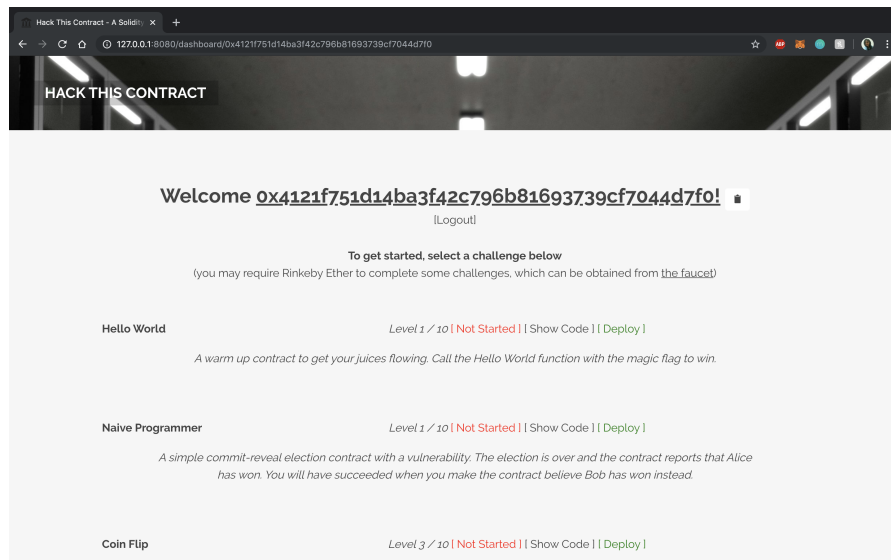 Hack This Contract - A Solidity
127.0.0.1:8080/dashboard/0x4121f751d14ba3f42c796b81693739cf7044d7f0
ABP
HACK THIS CONTRACT
Welcome 0x4121f751d14ba3f42c796b81693739cf7044d7f0!
[Logout]
To get started, select a challenge below
(you may require Rinkeby Ether to complete some challenges, which can be obtained from the faucet)
Hello World Level 1 / 10 [ Not Started ] [ Show Code ] [ Deploy ]
A warm up contract to get your juices flowing. Call the Hello World function with the magic flag to win.
Naive Programmer Level 1 / 10 [ Not Started ] [ Show Code ] [ Deploy ]
A simple commit-reveal election contract with a vulnerability. The election is over and the contract reports that Alice
has won. You will have succeeded when you make the contract believe Bob has won instead.
Coin Flip Level 3 / 10 [ Not Started ] [ Show Code ] [ Deploy ]